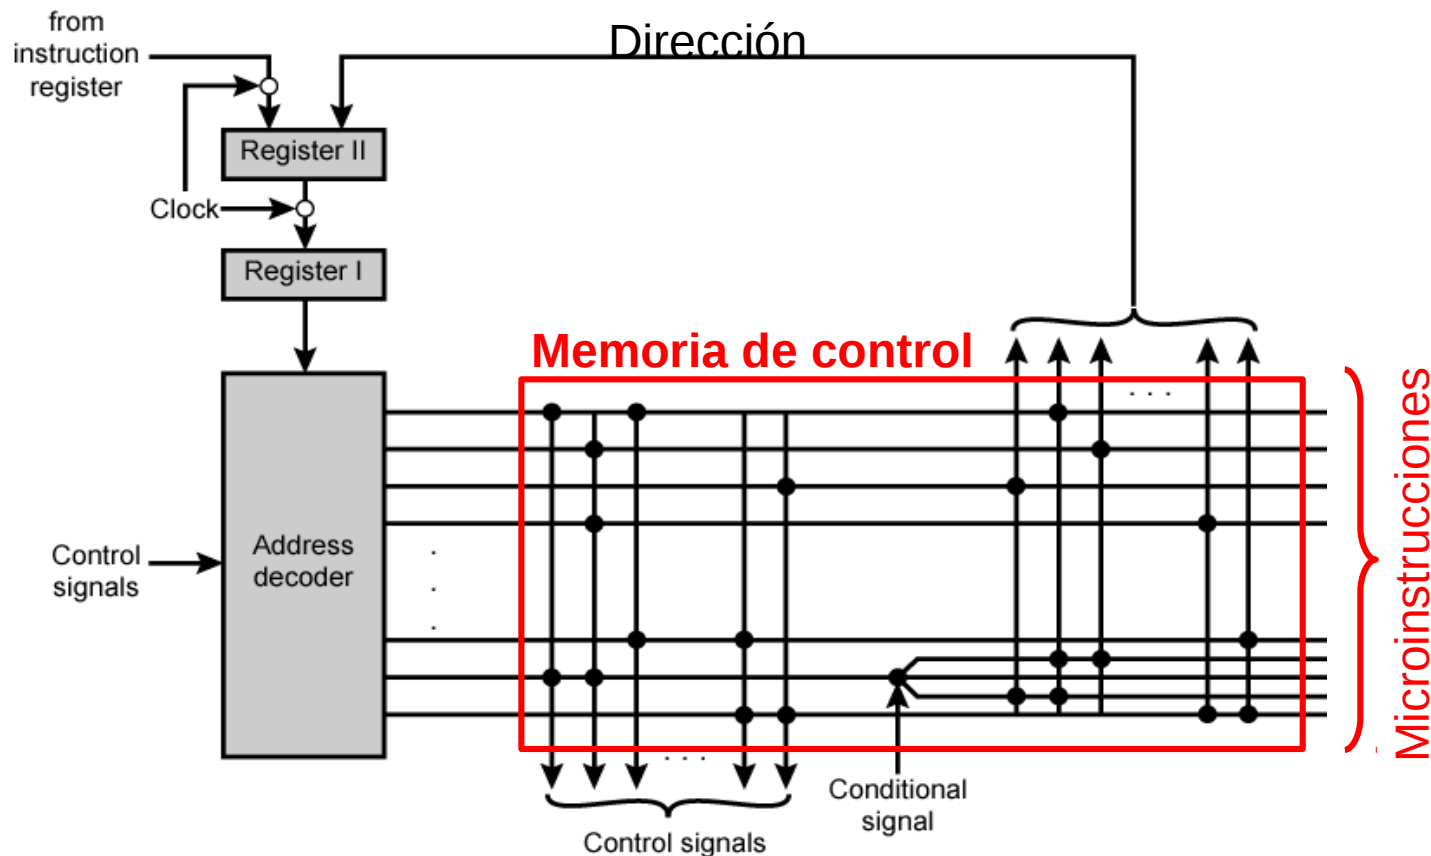 from
instruction
register
Dirección
Register II
Clock
Register I
Memoria de control
. . .
Microinstrucciones
Address
decoder
.
.
.
Control
signals
. . .
Conditional
signal
Control signals